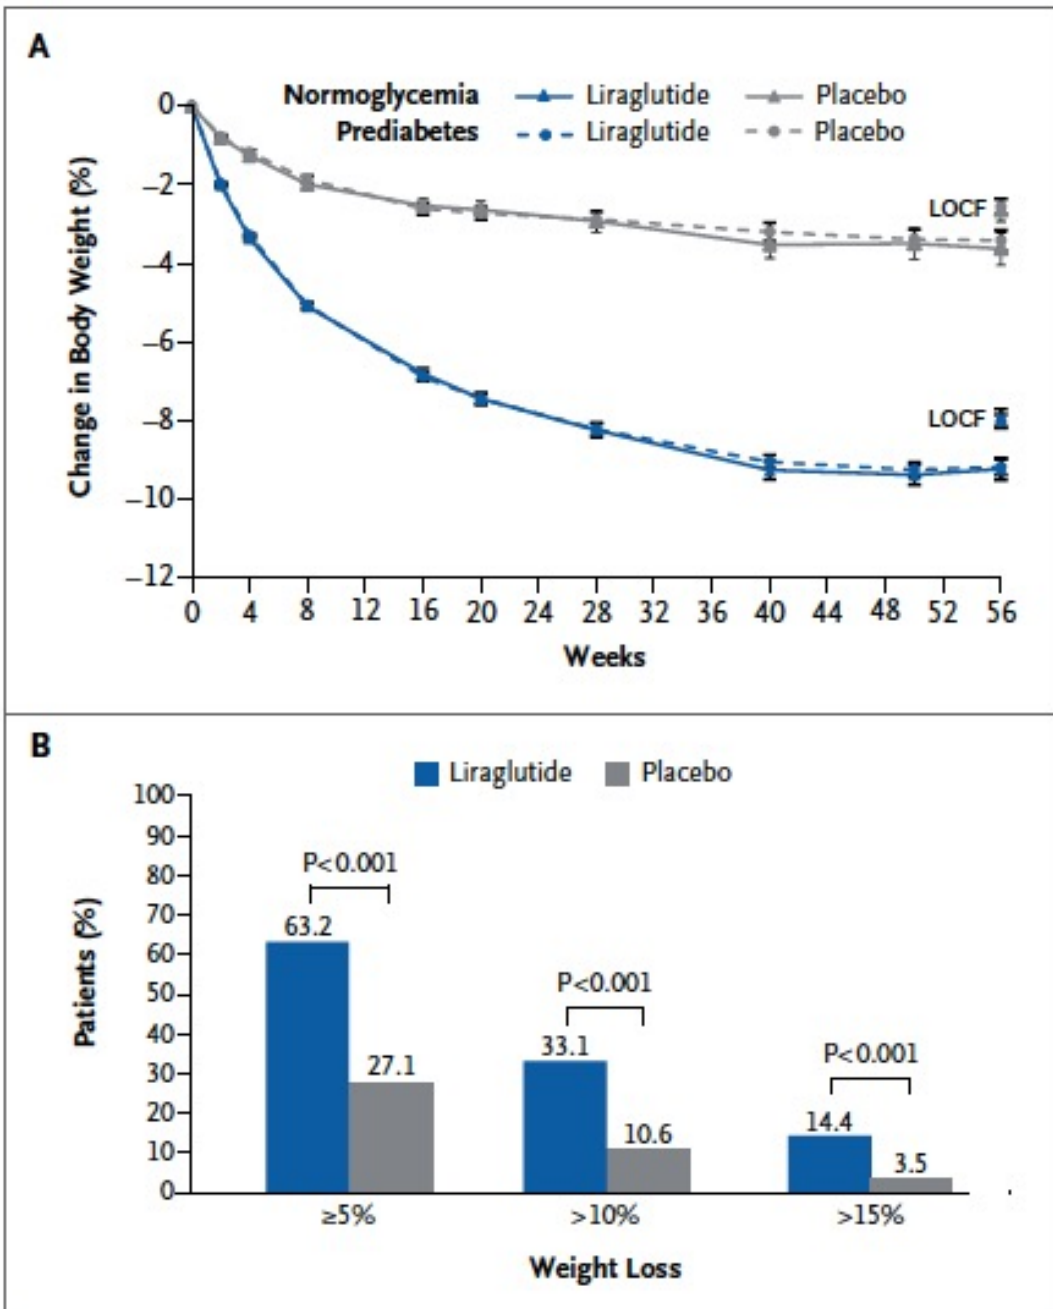 A
Normoglycemia Liraglutide Placebo
Prediabetes Liraglutide Placebo
Change in Body Weight (%)
0
–2
–4
–6
–8
–10
–12
LOCF
LOCF
0 4 8 12 16 20 24 28 32 36 40 44 48 52 56
Weeks
B
Liraglutide Placebo
Patients (%)
100
90
80
70
60
50
40
30
20
10
0
P<0.001
63.2
27.1
P<0.001
33.1
10.6
P<0.001
14.4
3.5
≥5% >10% >15%
Weight Loss